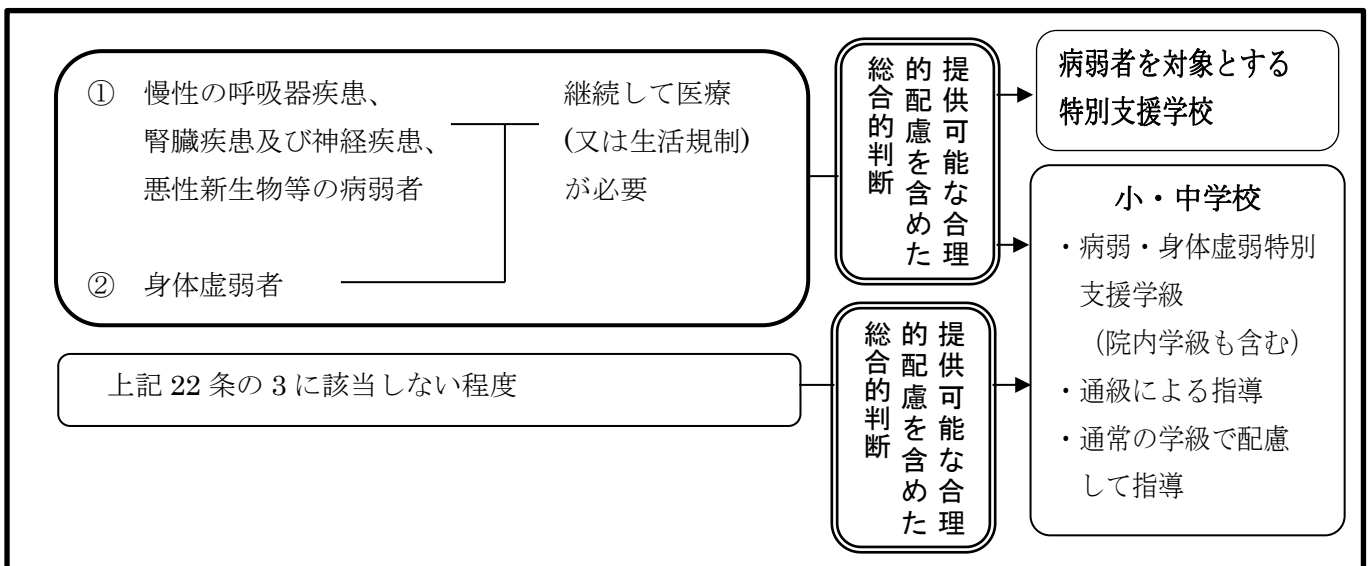 ① 慢性の呼吸器疾患、
腎臓疾患及び神経疾患、
悪性新生物等の病弱者
継続して医療
(又は生活規制)
が必要
② 身体虚弱者
提供可能な合理
的配慮を含めた
総合的判断
病弱者を対象とする
特別支援学校
上記 22 条の 3 に該当しない程度
提供可能な合理
的配慮を含めた
総合的判断
小・中学校
・病弱・身体虚弱特別
支援学級
(院内学級も含む)
・通級による指導
・通常の学級で配慮
して指導